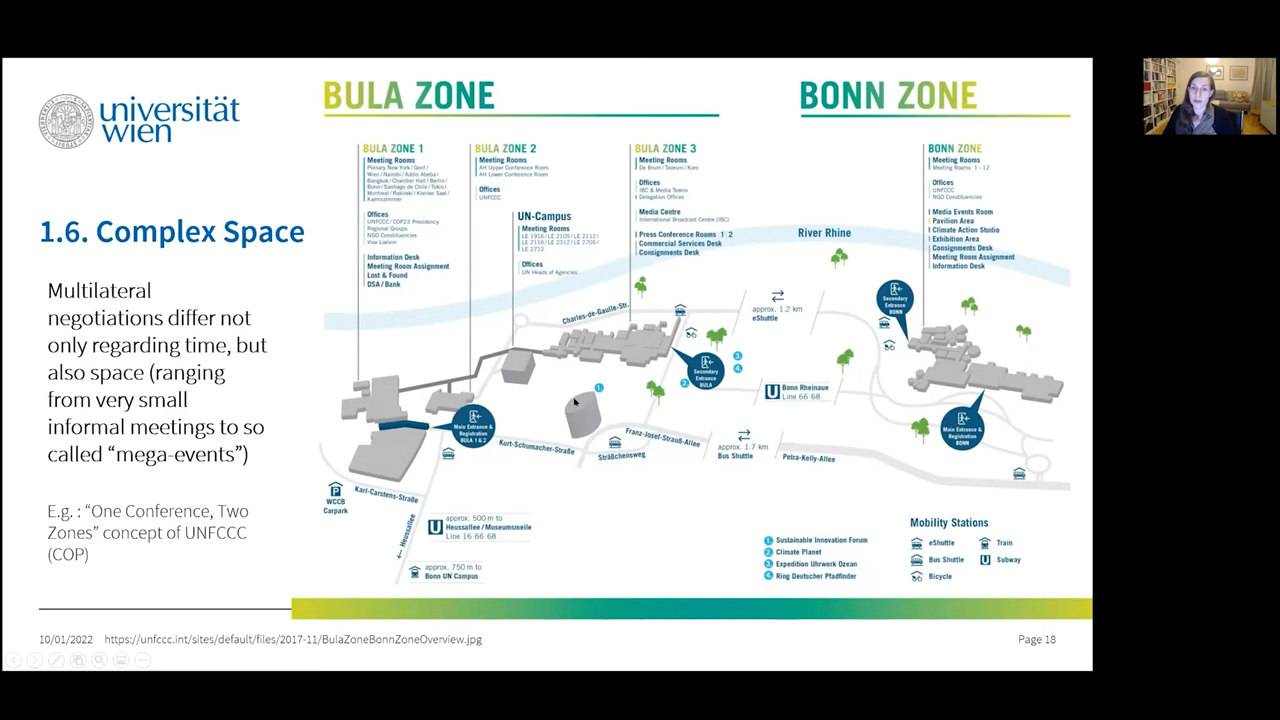 universität
wien
1.6. Complex Space
Multilateral
negotiations differ not
only regarding time, but
also space (ranging
from very small
informal meetings to so
called “mega-events”)
E.g. : “One Conference, Two
Zones” concept of UNFCCC
(COP)
BULA ZONE
BONN ZONE
BULA ZONE 1
Meeting Rooms
Plenary New York / Genf /
Wien / Nairobi / Addis Abeba /
Bangkok / Chamber Hall / Berlin /
Bonn / Santiago de Chile / Tokio /
Montreal / Rakiraki / Kleiner Saal /
Kaminzimmer
Offices
UNFCCC / COP23 Presidency
Regional Groups
NGO Constituencies
Visa Liaison
Information Desk
Meeting Room Assignment
Lost & Found
DSA / Bank
BULA ZONE 2
Meeting Rooms
AH Upper Conference Room
AH Lower Conference Room
Offices
UNFCCC
UN-Campus
Meeting Rooms
LE 1916 / LE 2105 / LE 2112 /
LE 2116 / LE 2312 / LE 2705 /
LE 2712
Offices
UN Heads of Agencies
BULA ZONE 3
Meeting Rooms
De Brum / Taimuni / Koro
Offices
IBC & Media Teams
Delegation Offices
Media Centre
International Broadcast Centre (IBC)
Press Conference Rooms 1/2
Commercial Services Desk
Consignments Desk
BONN ZONE
Meeting Rooms
Meeting Rooms 1–12
Offices
UNFCCC
NGO Constituencies
Media Events Room
Pavilion Area
Climate Action Studio
Exhibition Area
Consignments Desk
Meeting Room Assignment
Information Desk
River Rhine
Charles-de-Gaulle-Str.
approx. 1.2 km
eShuttle
Secondary
Entrance
BONN
Secondary
Entrance
BULA
1.
2.
3.
4.
U
Bonn Rheinaue
Line 66·68
Main Entrance &
Registration
BULA 1 & 2
Main Entrance &
Registration
BONN
Kurt-Schumacher-Straße
Franz-Josef-Strauß-Allee
Sträßchensweg
approx. 1.7 km
Bus Shuttle
Petra-Kelly-Allee
P
WCCB
Carpark
Karl-Carstens-Straße
Heussallee
U
approx. 500 m to
Heussallee / Museumsmeile
Line 16·66·68
approx. 750 m to
Bonn UN Campus
1. Sustainable Innovation Forum
2. Climate Planet
3. Expedition Uhrwerk Ozean
4. Ring Deutscher Pfadfinder
Mobility Stations
eShuttle
Train
Bus Shuttle
U Subway
Bicycle
10/01/2022 https://unfccc.int/sites/default/files/2017-11/BulaZoneBonnZoneOverview.jpg
Page 18